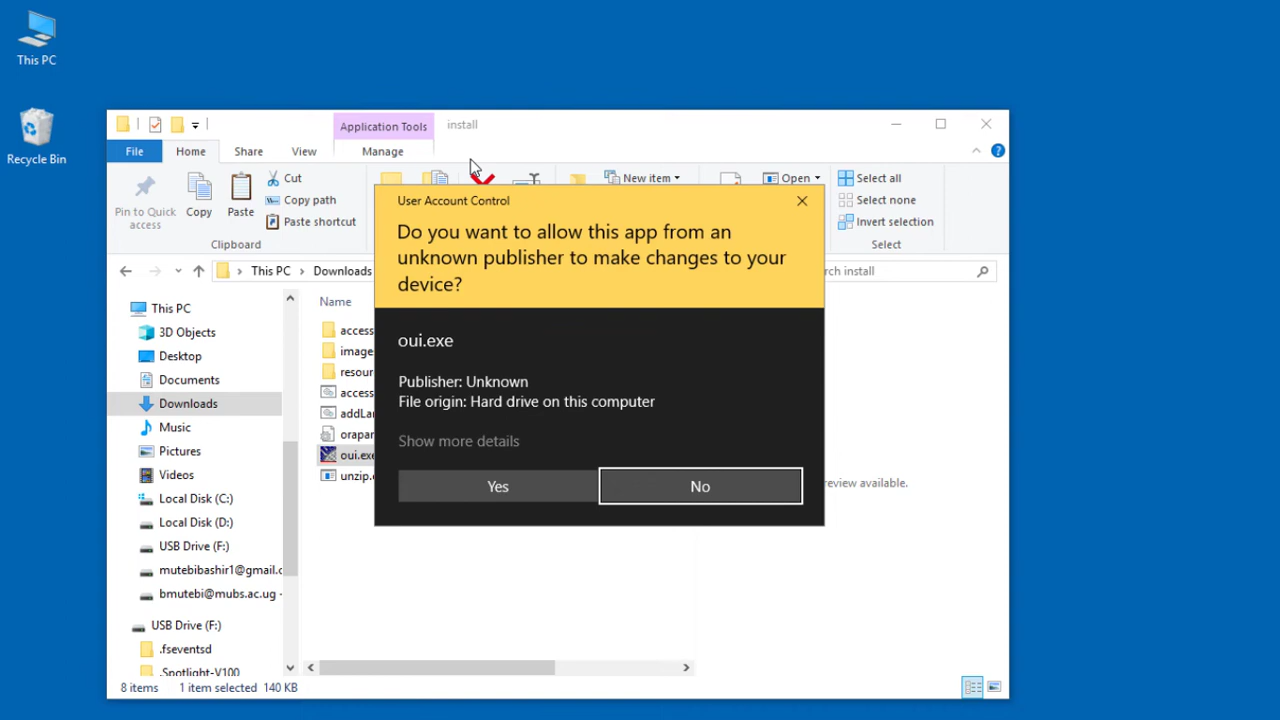 This PC
Recycle Bin
Application Tools
install
File
Home
Share
View
Manage
Pin to Quick
access
Copy
Paste
Cut
Copy path
Paste shortcut
Clipboard
New item
Open
Select all
Select none
Invert selection
Select
This PC
Downloads
rch install
User Account Control
Do you want to allow this app from an
unknown publisher to make changes to your
device?
oui.exe
Publisher: Unknown
File origin: Hard drive on this computer
Show more details
Yes
No
This PC
3D Objects
Desktop
Documents
Downloads
Music
Pictures
Videos
Local Disk (C:)
Local Disk (D:)
USB Drive (F:)
mutebibashir1@gmail.c
bmutebi@mubs.ac.ug -
USB Drive (F:)
.fseventsd
.Spotlight-V100
Name
access
image
resour
access
addLa
orapar
oui.exe
unzip.
review available.
8 items
1 item selected
140 KB